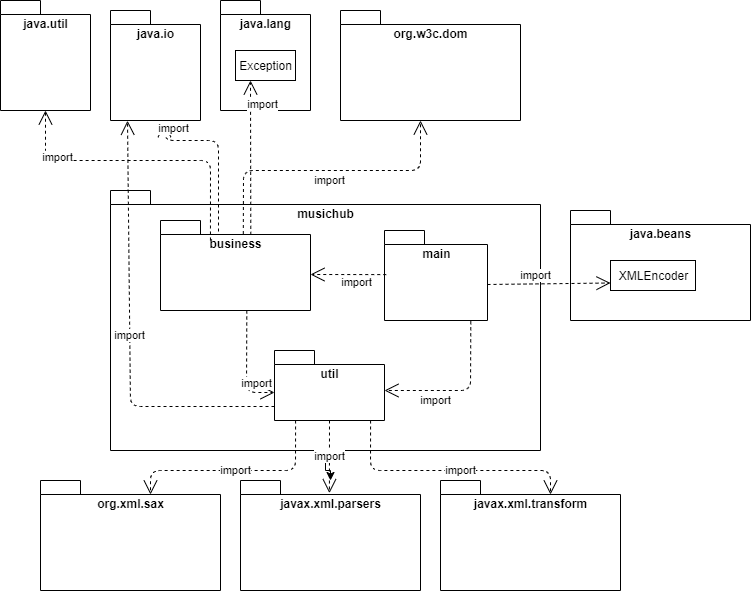 java.util
java.io
java.lang
org.w3c.dom
Exception
import
import
import
import
musichub
business
main
java.beans
import
XMLEncoder
import
import
util
import
import
import
import
import
org.xml.sax
javax.xml.parsers
javax.xml.transform